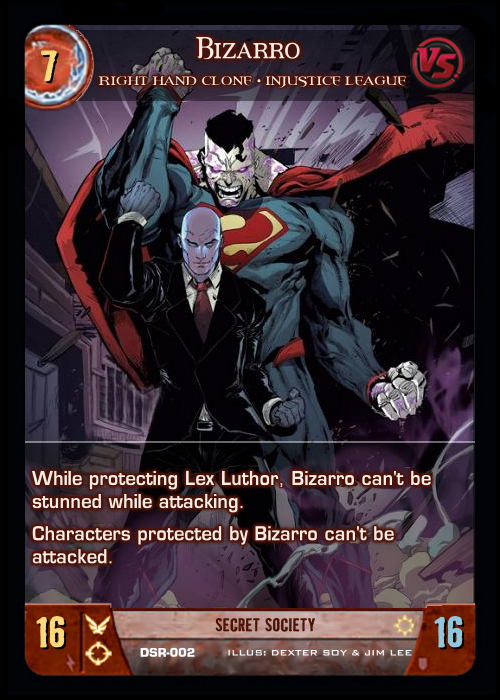 7
BIZARRO
RIGHT HAND CLONE • INJUSTICE LEAGUE
VS.
While protecting Lex Luthor, Bizarro can't be
stunned while attacking.
Characters protected by Bizarro can't be
attacked.
16
SECRET SOCIETY
16
DSR-002
ILLUS: DEXTER SOY & JIM LEE